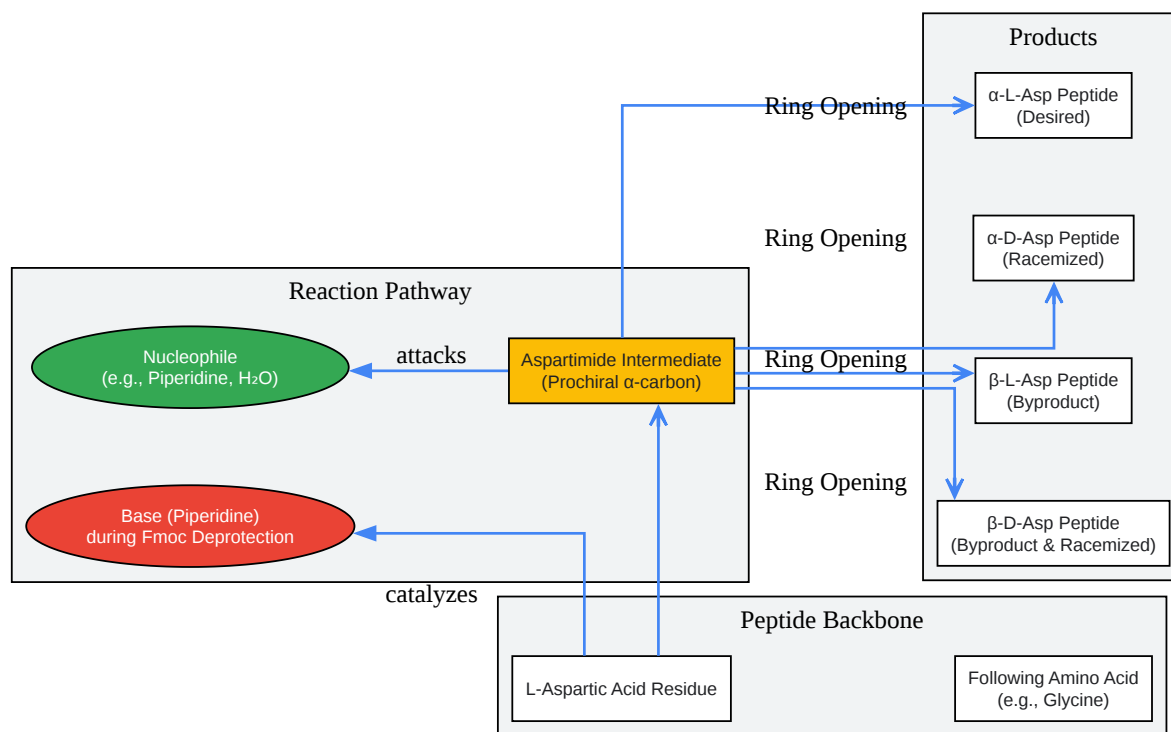 Products
α-L-Asp Peptide
(Desired)
Ring Opening
α-D-Asp Peptide
(Racemized)
Ring Opening
Reaction Pathway
Nucleophile
(e.g., Piperidine, H₂O)
attacks
Aspartimide Intermediate
(Prochiral α-carbon)
Ring Opening
β-L-Asp Peptide
(Byproduct)
Ring Opening
Base (Piperidine)
during Fmoc Deprotection
β-D-Asp Peptide
(Byproduct & Racemized)
catalyzes
Peptide Backbone
L-Aspartic Acid Residue
Following Amino Acid
(e.g., Glycine)